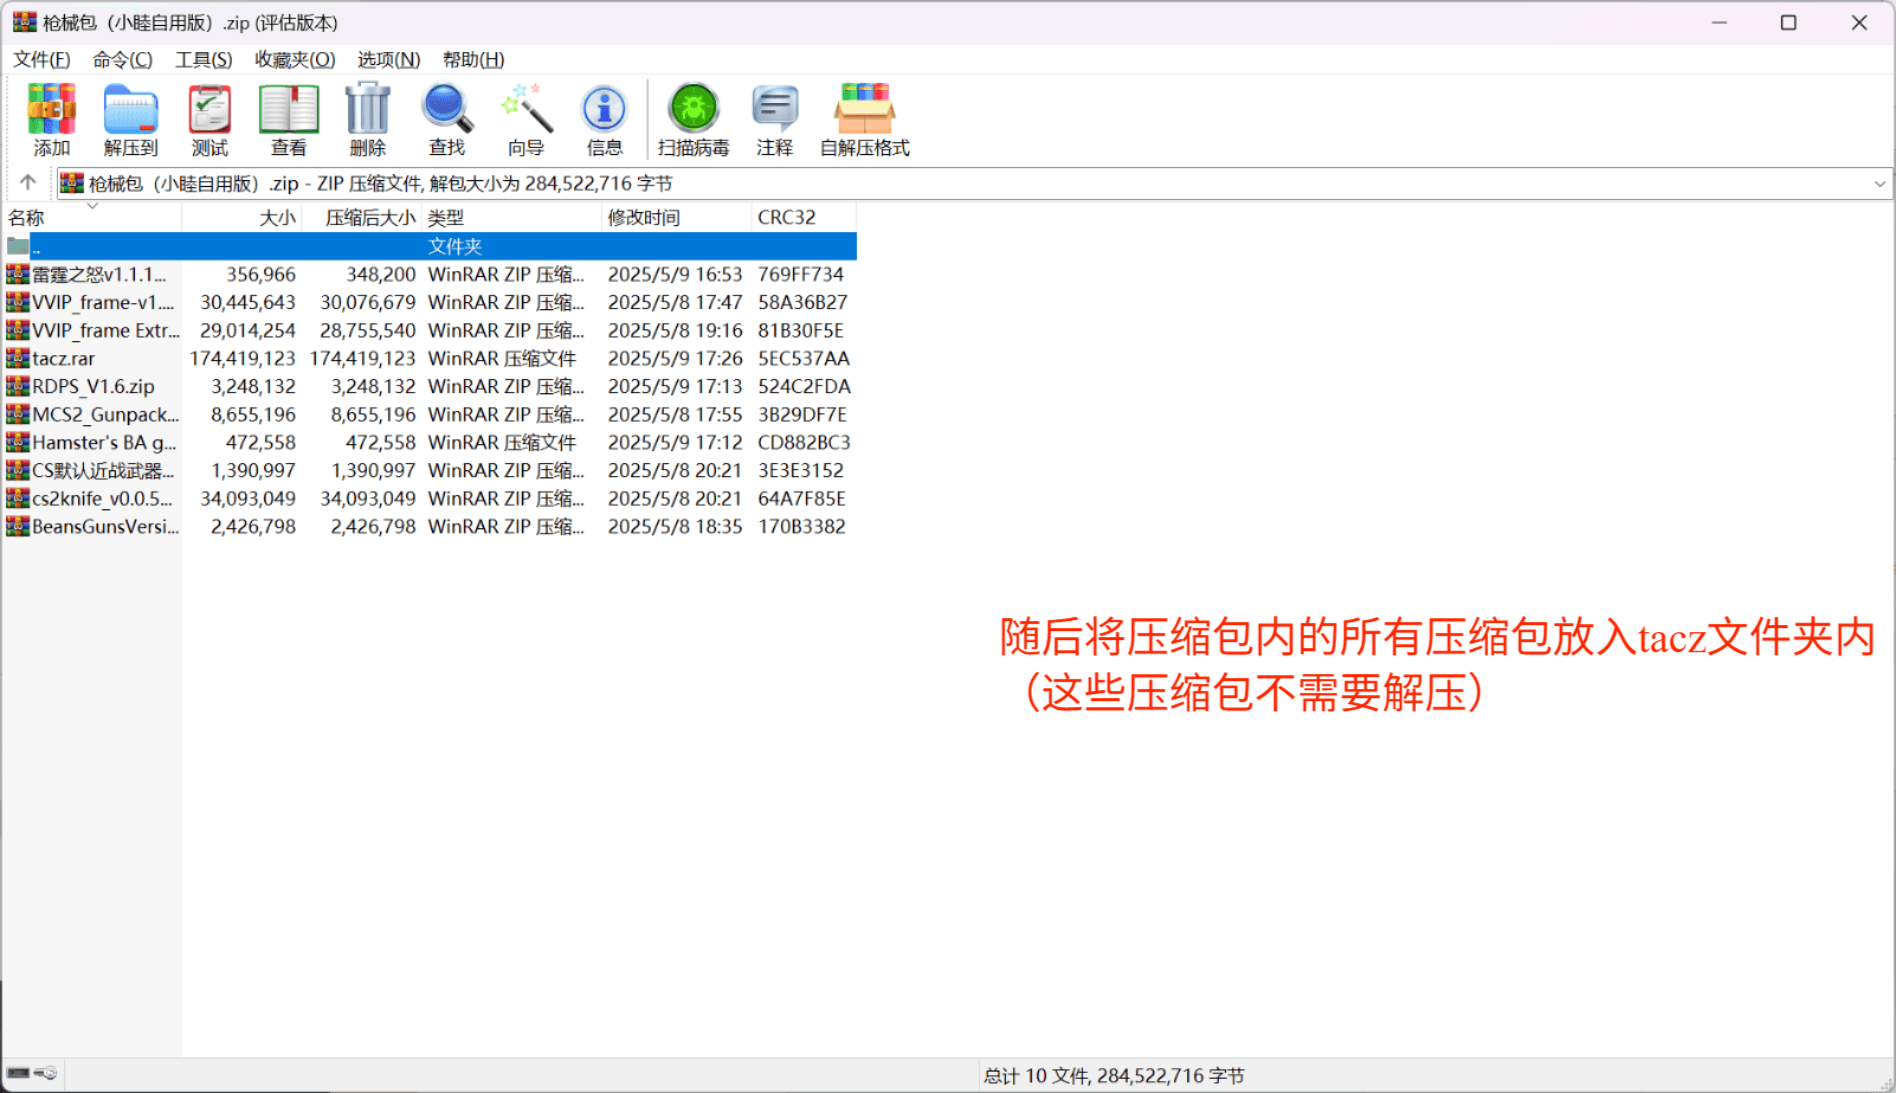 枪械包（小睦自用版）.zip (评估版本)
文件(F) 命令(C) 工具(S) 收藏夹(O) 选项(N) 帮助(H)
添加 解压到 测试 查看 删除 查找 向导 信息 扫描病毒 注释 自解压格式
枪械包（小睦自用版）.zip - ZIP 压缩文件, 解包大小为 284,522,716 字节
名称 大小 压缩后大小 类型 修改时间 CRC32
.. 文件夹
雷霆之怒v1.1.1... 356,966 348,200 WinRAR ZIP 压缩... 2025/5/9 16:53 769FF734
VVIP_frame-v1.... 30,445,643 30,076,679 WinRAR ZIP 压缩... 2025/5/8 17:47 58A36B27
VVIP_frame Extr... 29,014,254 28,755,540 WinRAR ZIP 压缩... 2025/5/8 19:16 81B30F5E
tacz.rar 174,419,123 174,419,123 WinRAR 压缩文件 2025/5/9 17:26 5EC537AA
RDPS_V1.6.zip 3,248,132 3,248,132 WinRAR ZIP 压缩... 2025/5/9 17:13 524C2FDA
MCS2_Gunpack... 8,655,196 8,655,196 WinRAR ZIP 压缩... 2025/5/8 17:55 3B29DF7E
Hamster's BA g... 472,558 472,558 WinRAR 压缩文件 2025/5/9 17:12 CD882BC3
CS默认近战武器... 1,390,997 1,390,997 WinRAR ZIP 压缩... 2025/5/8 20:21 3E3E3152
cs2knife_v0.0.5... 34,093,049 34,093,049 WinRAR ZIP 压缩... 2025/5/8 20:21 64A7F85E
BeansGunsVersi... 2,426,798 2,426,798 WinRAR ZIP 压缩... 2025/5/8 18:35 170B3382
随后将压缩包内的所有压缩包放入tacz文件夹内
（这些压缩包不需要解压）
总计 10 文件, 284,522,716 字节